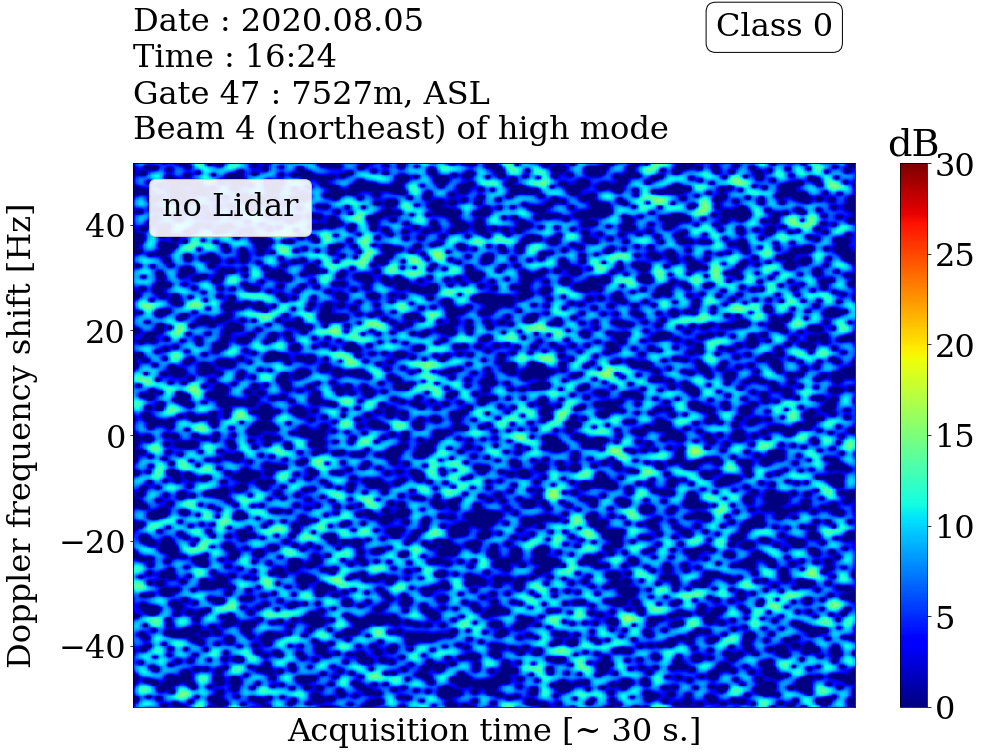 Date : 2020.08.05
Time : 16:24
Gate 47 : 7527m, ASL
Beam 4 (northeast) of high mode
Class 0
dB
no Lidar
Doppler frequency shift [Hz]
40
20
0
−20
−40
30
25
20
15
10
5
0
Acquisition time [~ 30 s.]